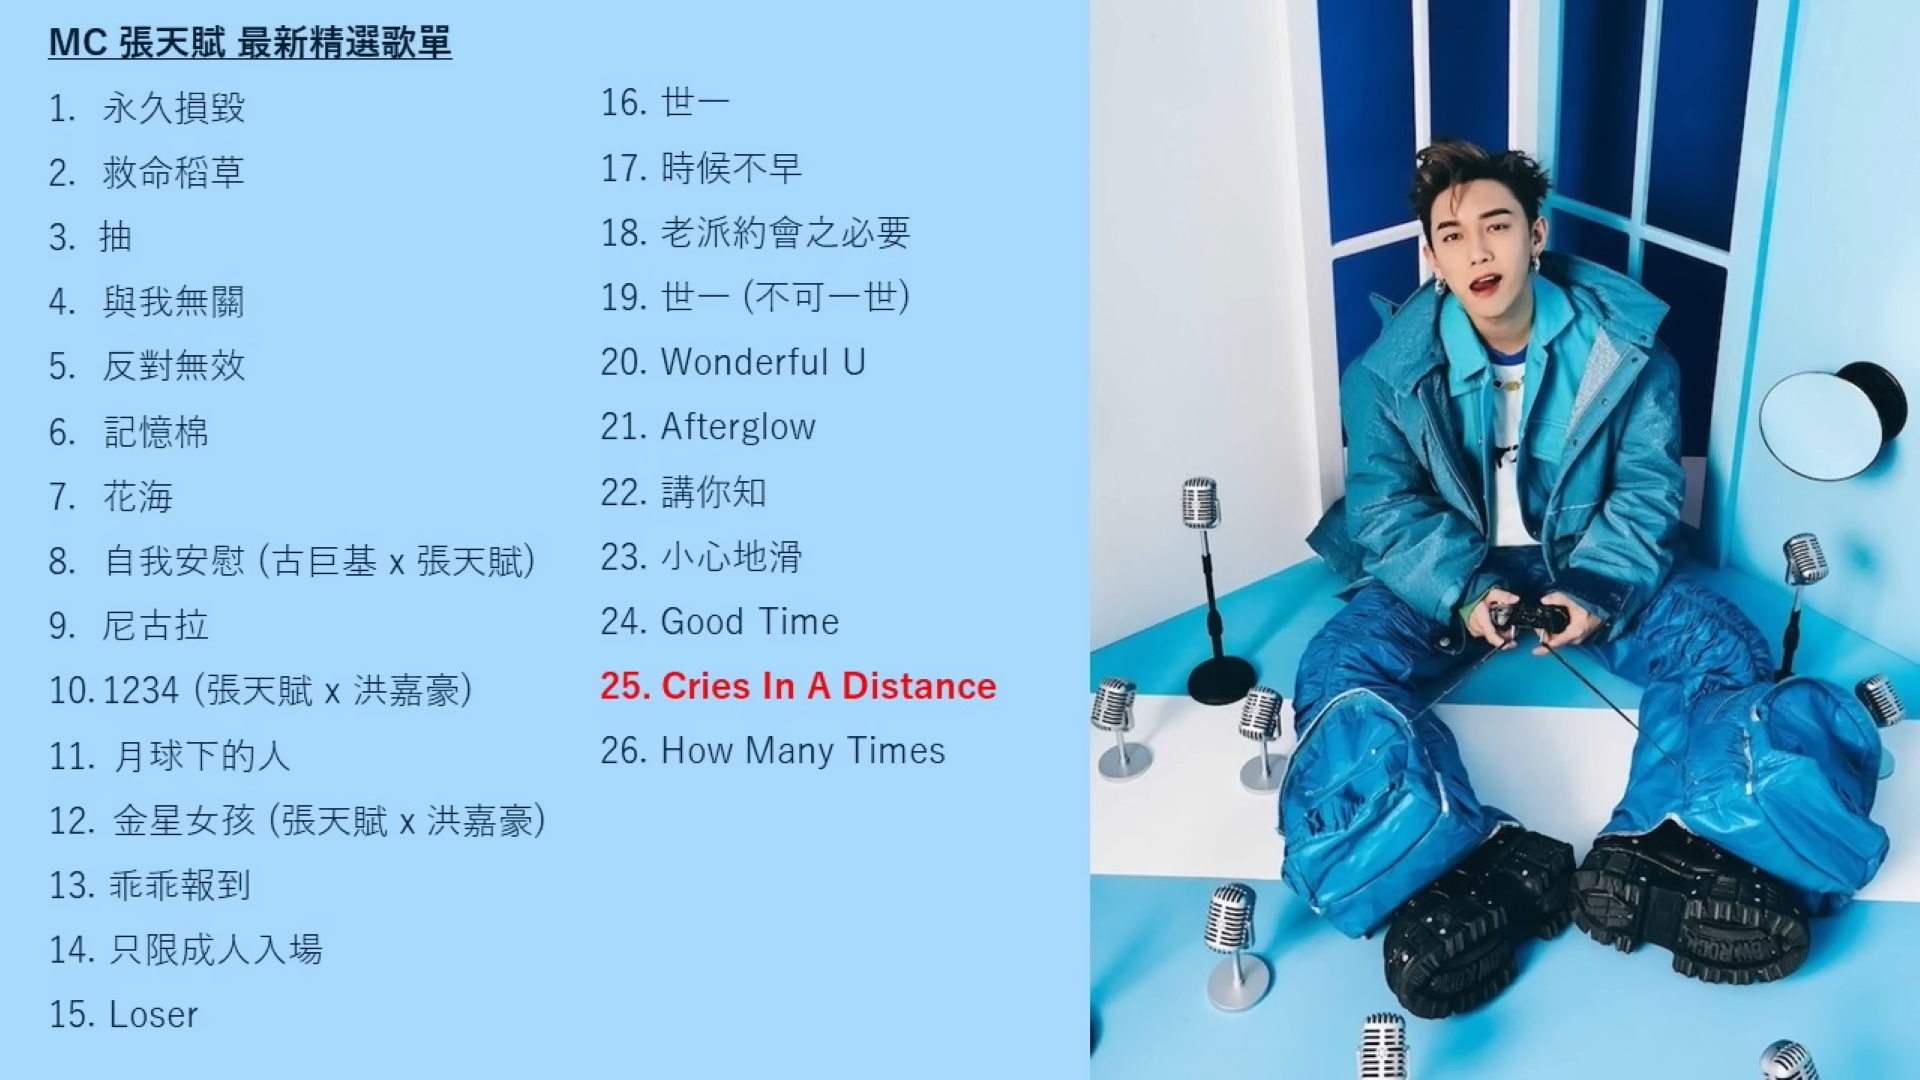 MC 張天賦 最新精選歌單
1. 永久損毀
2. 救命稻草
3. 抽
4. 與我無關
5. 反對無效
6. 記憶棉
7. 花海
8. 自我安慰 (古巨基 x 張天賦)
9. 尼古拉
10. 1234 (張天賦 x 洪嘉豪)
11. 月球下的人
12. 金星女孩 (張天賦 x 洪嘉豪)
13. 乖乖報到
14. 只限成人入場
15. Loser
16. 世一
17. 時候不早
18. 老派約會之必要
19. 世一 (不可一世)
20. Wonderful U
21. Afterglow
22. 講你知
23. 小心地滑
24. Good Time
25. Cries In A Distance
26. How Many Times